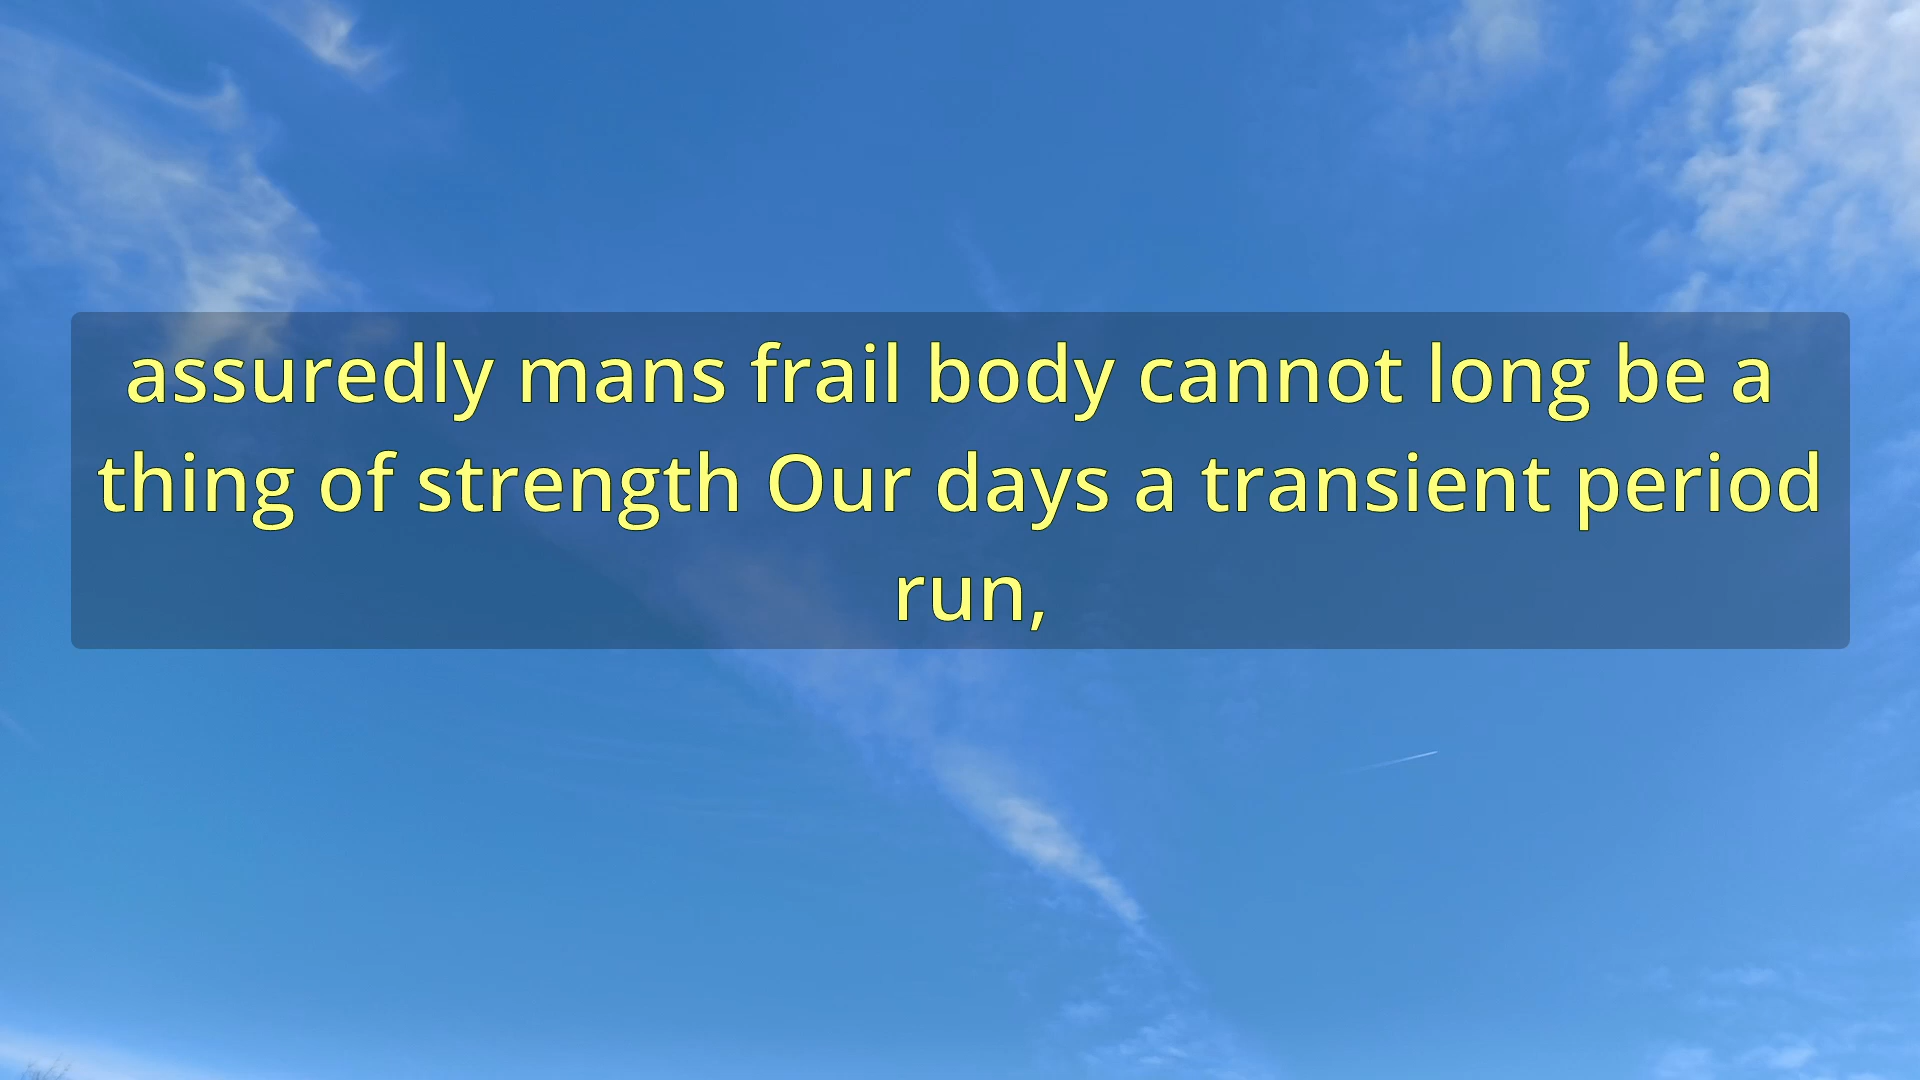 assuredly mans frail body cannot long be a
thing of strength Our days a transient period
run,